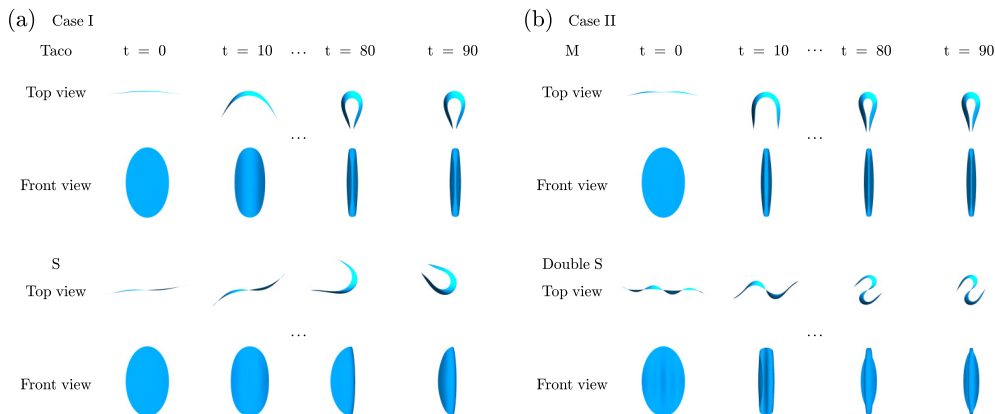 (a) Case I
Taco t = 0 t = 10 ... t = 80 t = 90
Top view
...
Front view
S
Top view
...
Front view
(b) Case II
M t = 0 t = 10 ... t = 80 t = 90
Top view
...
Front view
Double S
Top view
...
Front view